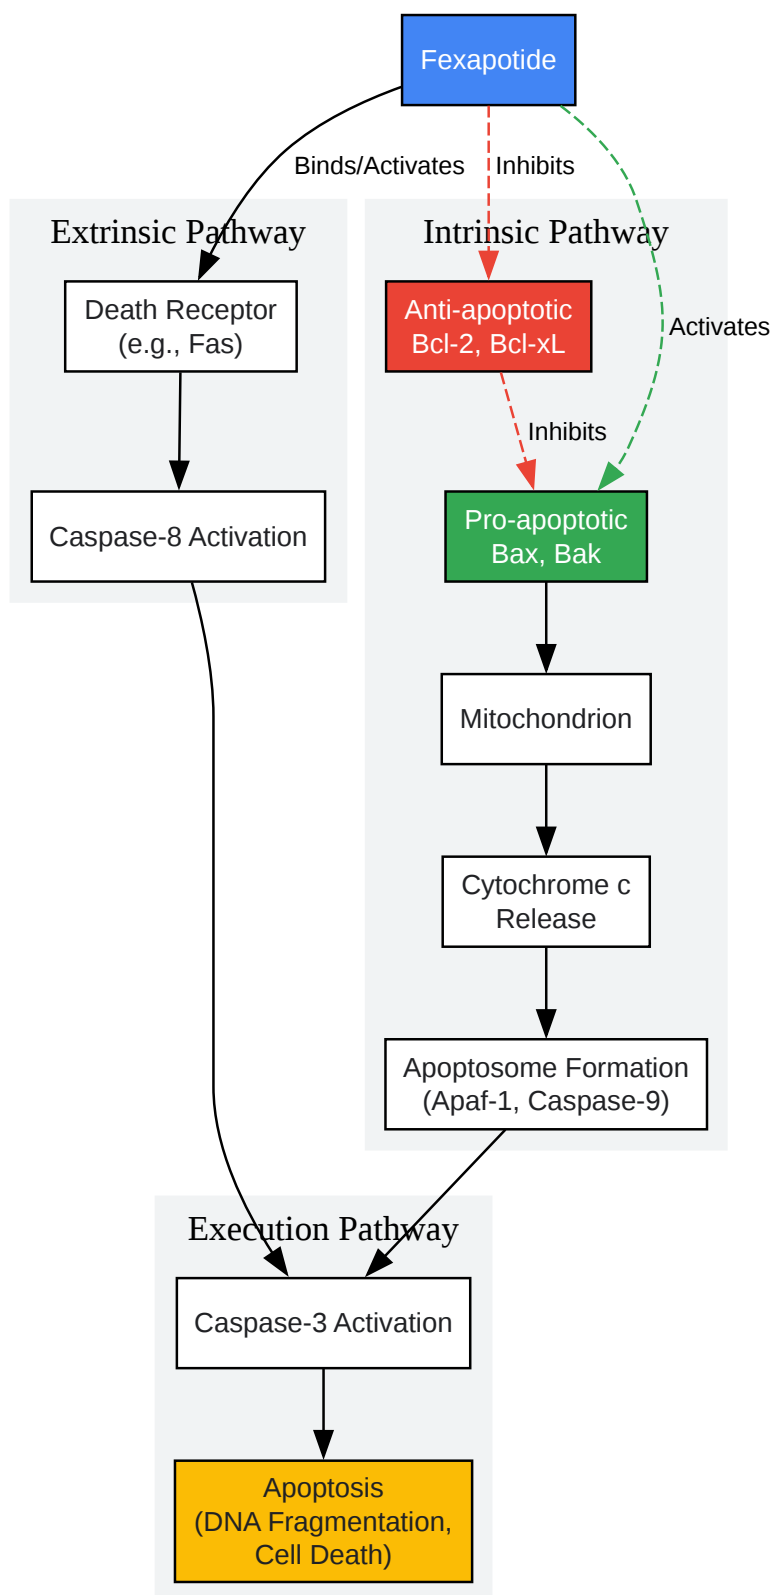 Fexapotide
Binds/Activates
Inhibits
Extrinsic Pathway
Intrinsic Pathway
Death Receptor
(e.g., Fas)
Anti-apoptotic
Bcl-2, Bcl-xL
Activates
Inhibits
Caspase-8 Activation
Pro-apoptotic
Bax, Bak
Mitochondrion
Cytochrome c
Release
Apoptosome Formation
(Apaf-1, Caspase-9)
Execution Pathway
Caspase-3 Activation
Apoptosis
(DNA Fragmentation,
Cell Death)